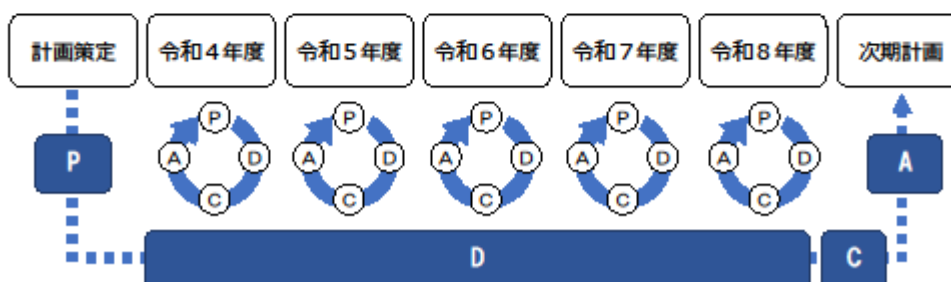 計画策定 令和4年度 令和5年度 令和6年度 令和7年度 令和8年度 次期計画
P P P P P
P A D A D A D A D A D A
C C C C C
D C